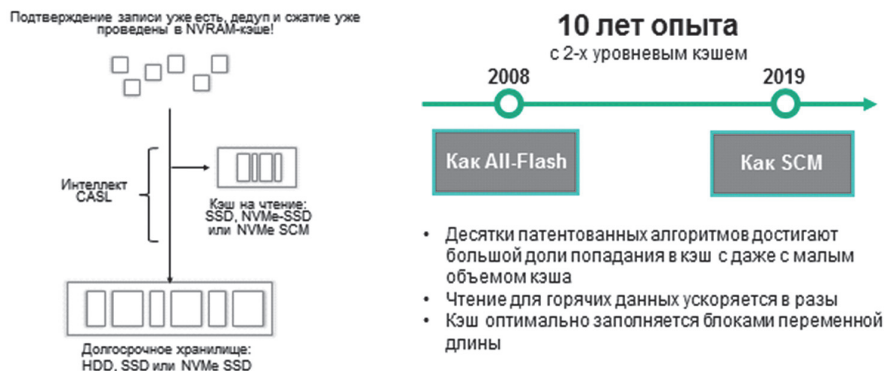 Подтверждение записи уже есть, дедуп и сжатие уже
проведены в NVRAM-кэше!
Интеллект
CASL
Кэш на чтение:
SSD, NVMe-SSD
или NVMe SCM
Долгосрочное хранилище:
HDD, SSD или NVMe SSD
10 лет опыта
с 2-х уровневым кэшем
2008
2019
Как All-Flash
Как SCM
• Десятки патентованных алгоритмов достигают
большой доли попадания в кэш с даже с малым
объемом кэша
• Чтение для горячих данных ускоряется в разы
• Кэш оптимально заполняется блоками переменной
длины